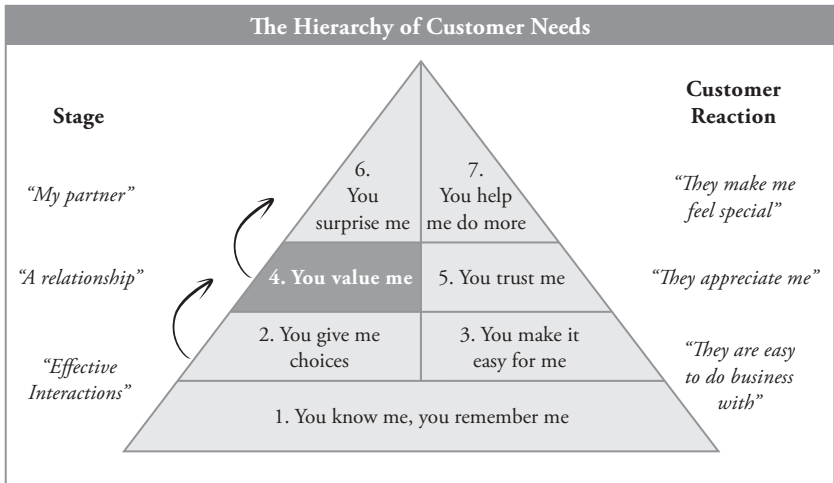 The Hierarchy of Customer Needs
Stage
Customer
Reaction
“My partner”
6.
You
surprise me
7.
You help
me do more
“They make me
feel special”
“A relationship”
4. You value me
5. You trust me
“They appreciate me”
“Effective
Interactions”
2. You give me
choices
3. You make it
easy for me
“They are easy
to do business
with”
1. You know me, you remember me